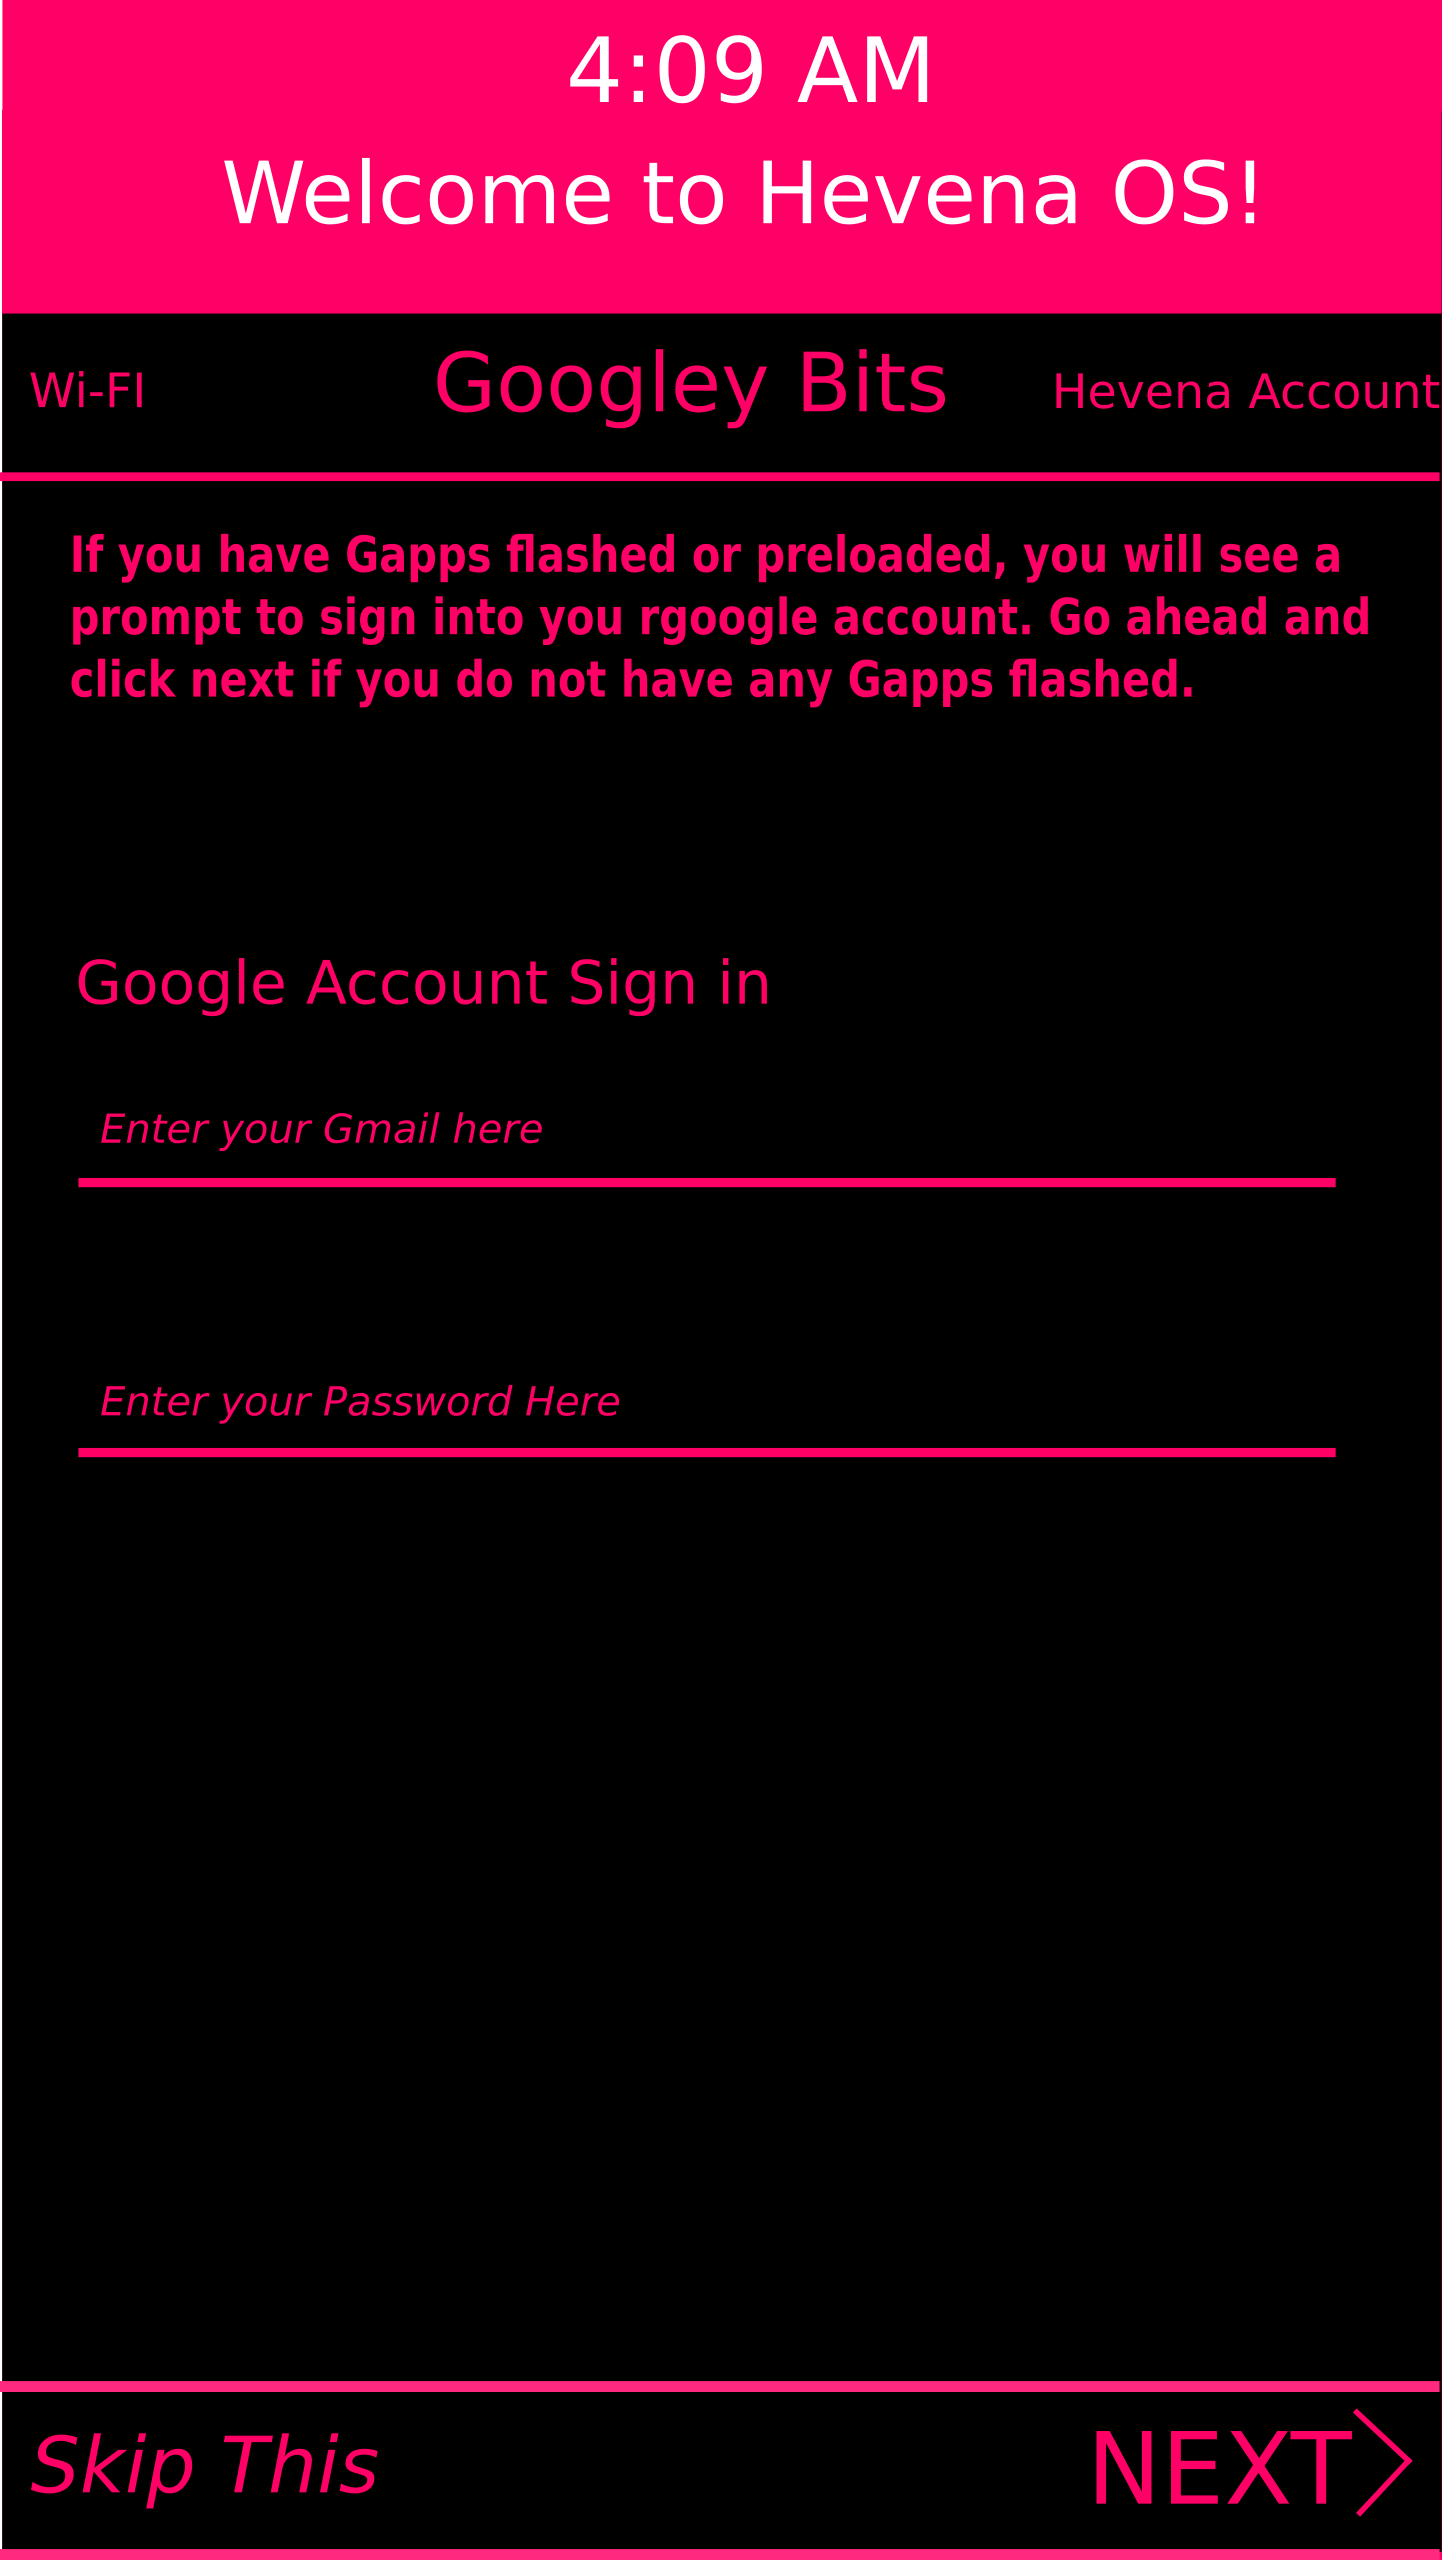 4:09 AM
Welcome to Hevena OS!
Wi-FI Googley Bits Hevena Account
If you have Gapps flashed or preloaded, you will see a
prompt to sign into you rgoogle account. Go ahead and
click next if you do not have any Gapps flashed.
Google Account Sign in
Enter your Gmail here
Enter your Password Here
Skip This NEXT